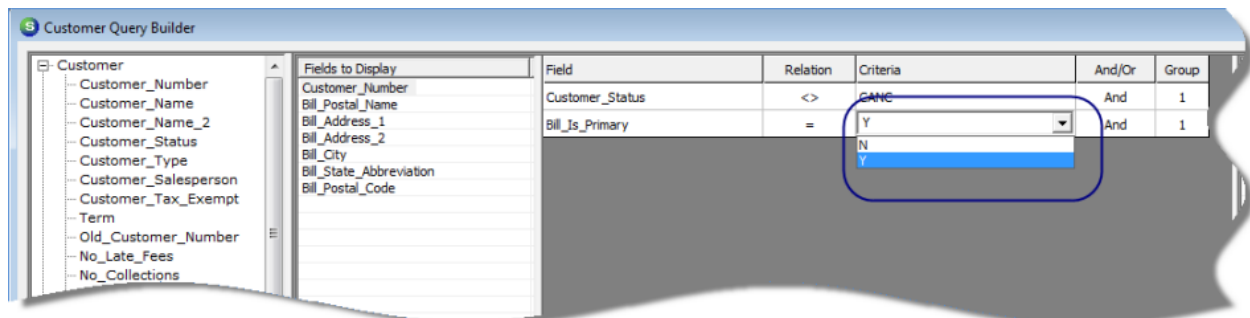 S Customer Query Builder
Customer
Customer_Number
Customer_Name
Customer_Name_2
Customer_Status
Customer_Type
Customer_Salesperson
Customer_Tax_Exempt
Term
Old_Customer_Number
No_Late_Fees
No_Collections
Fields to Display
Customer_Number
Bill_Postal_Name
Bill_Address_1
Bill_Address_2
Bill_City
Bill_State_Abbreviation
Bill_Postal_Code
Field Relation Criteria And/Or Group
Customer_Status <> CANC And 1
Bill_Is_Primary = Y And 1
N
Y